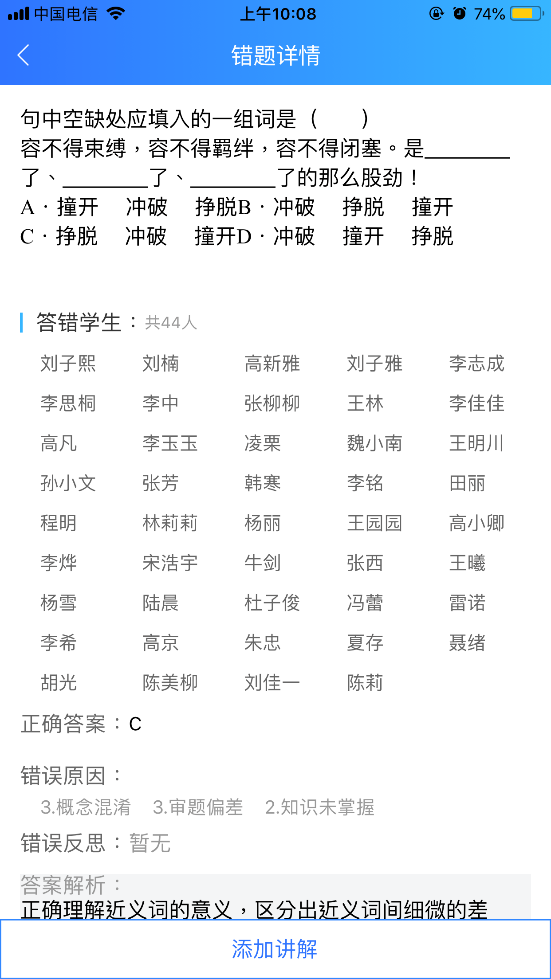 中国电信 上午10:08 74%
错题详情
句中空缺处应填入的一组词是（ ）
容不得束缚，容不得羁绊，容不得闭塞。是________
了、________了、________了的那么股劲！
A．撞开 冲破 挣脱B．冲破 挣脱 撞开
C．挣脱 冲破 撞开D．冲破 撞开 挣脱
答错学生：共44人
刘子熙 刘楠 高新雅 刘子雅 李志成
李思桐 李中 张柳柳 王林 李佳佳
高凡 李玉玉 凌栗 魏小南 王明川
孙小文 张芳 韩寒 李铭 田丽
程明 林莉莉 杨丽 王园园 高小卿
李烨 宋浩宇 牛剑 张西 王曦
杨雪 陆晨 杜子俊 冯蕾 雷诺
李希 高京 朱忠 夏存 聂绪
胡光 陈美柳 刘佳一 陈莉
正确答案：C
错误原因：
3.概念混淆 3.审题偏差 2.知识未掌握
错误反思：暂无
答案解析：
正确理解近义词的意义，区分出近义词间细微的差
添加讲解